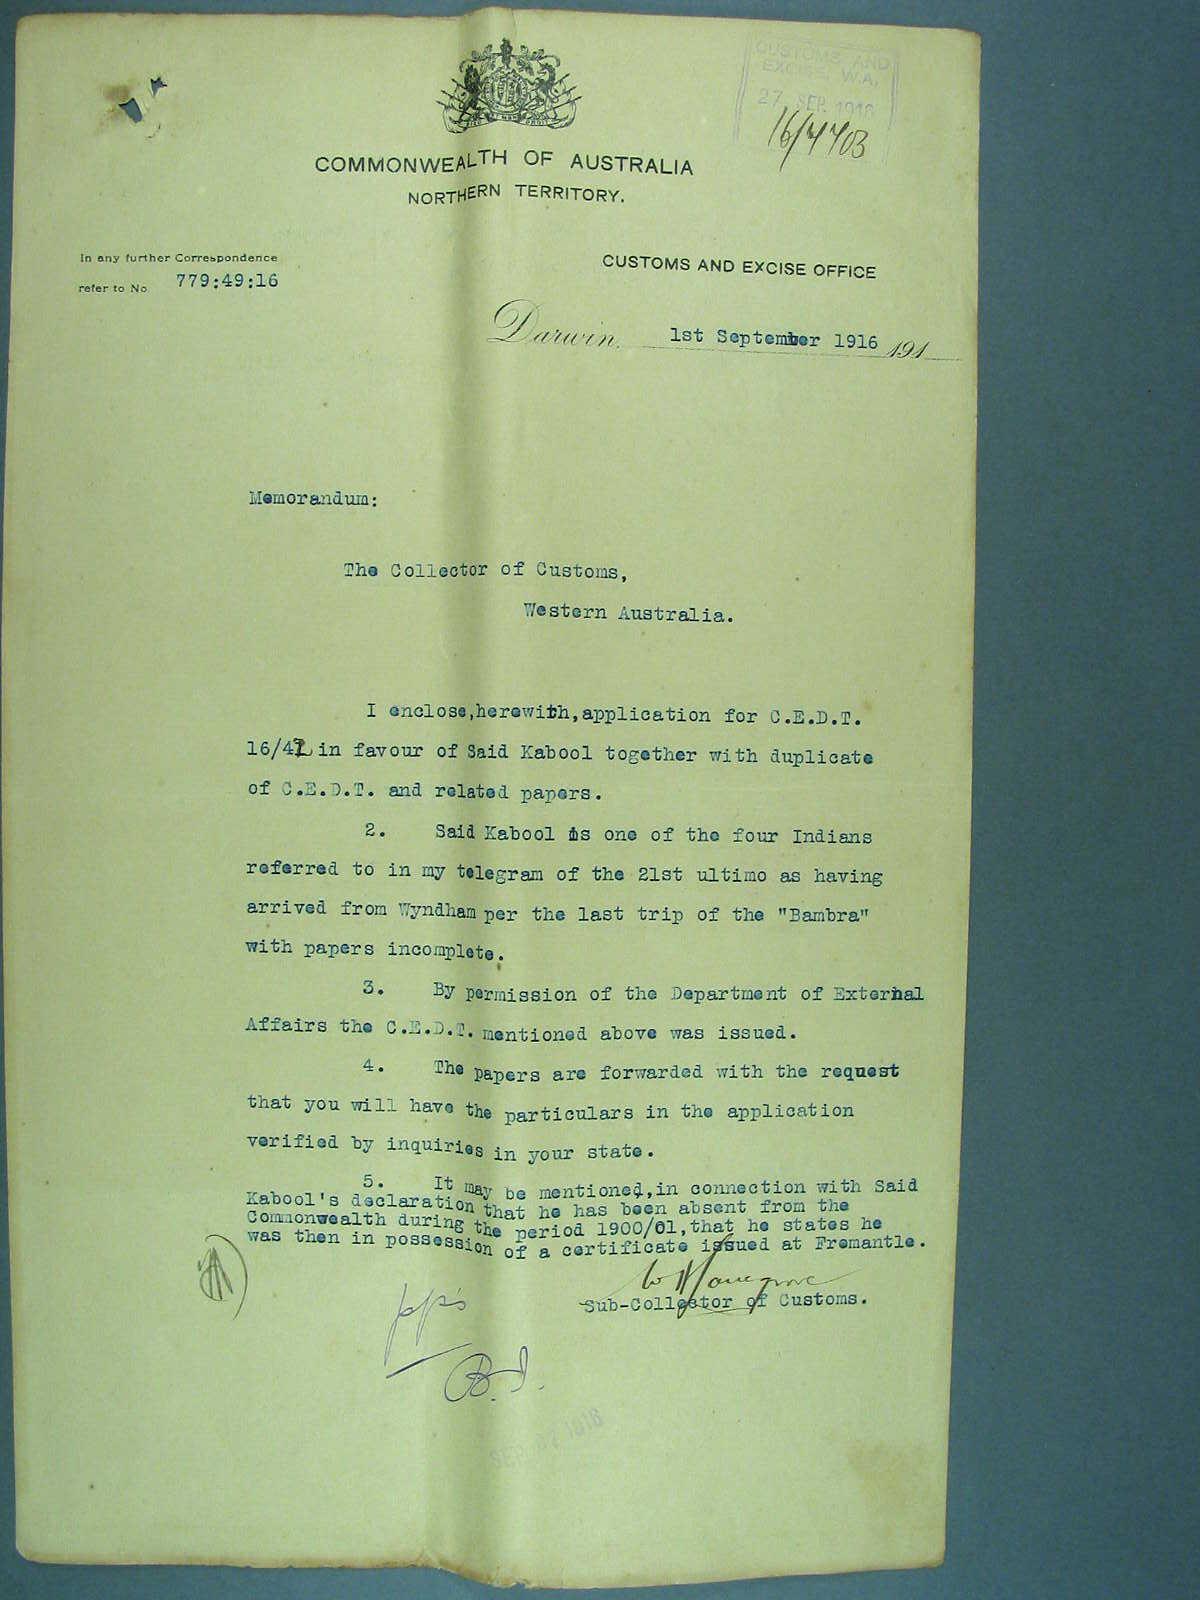 CUSTOMS AND
EXCISE, W.A.
27 SEP. 1916
COMMONWEALTH OF AUSTRALIA
NORTHERN TERRITORY.
In any further Correspondence
refer to No 779:49:16
CUSTOMS AND EXCISE OFFICE
Darwin, 1st September 1916 191
Memorandum:
The Collector of Customs,
Western Australia.
I enclose,herewith,application for C.E.D.T.
16/42 in favour of Said Kabool together with duplicate
of C.E.D.T. and related papers.
2. Said Kabool is one of the four Indians
referred to in my telegram of the 21st ultimo as having
arrived from Wyndham per the last trip of the "Bambra"
with papers incomplete.
3. By permission of the Department of External
Affairs the C.E.D.T. mentioned above was issued.
4. The papers are forwarded with the request
that you will have the particulars in the application
verified by inquiries in your state.
5. It may be mentioned,in connection with Said
Kabool's declaration that he has been absent from the
Commonwealth during the period 1900/01,that he states he
was then in possession of a certificate issued at Fremantle.
Sub-Collector of Customs.